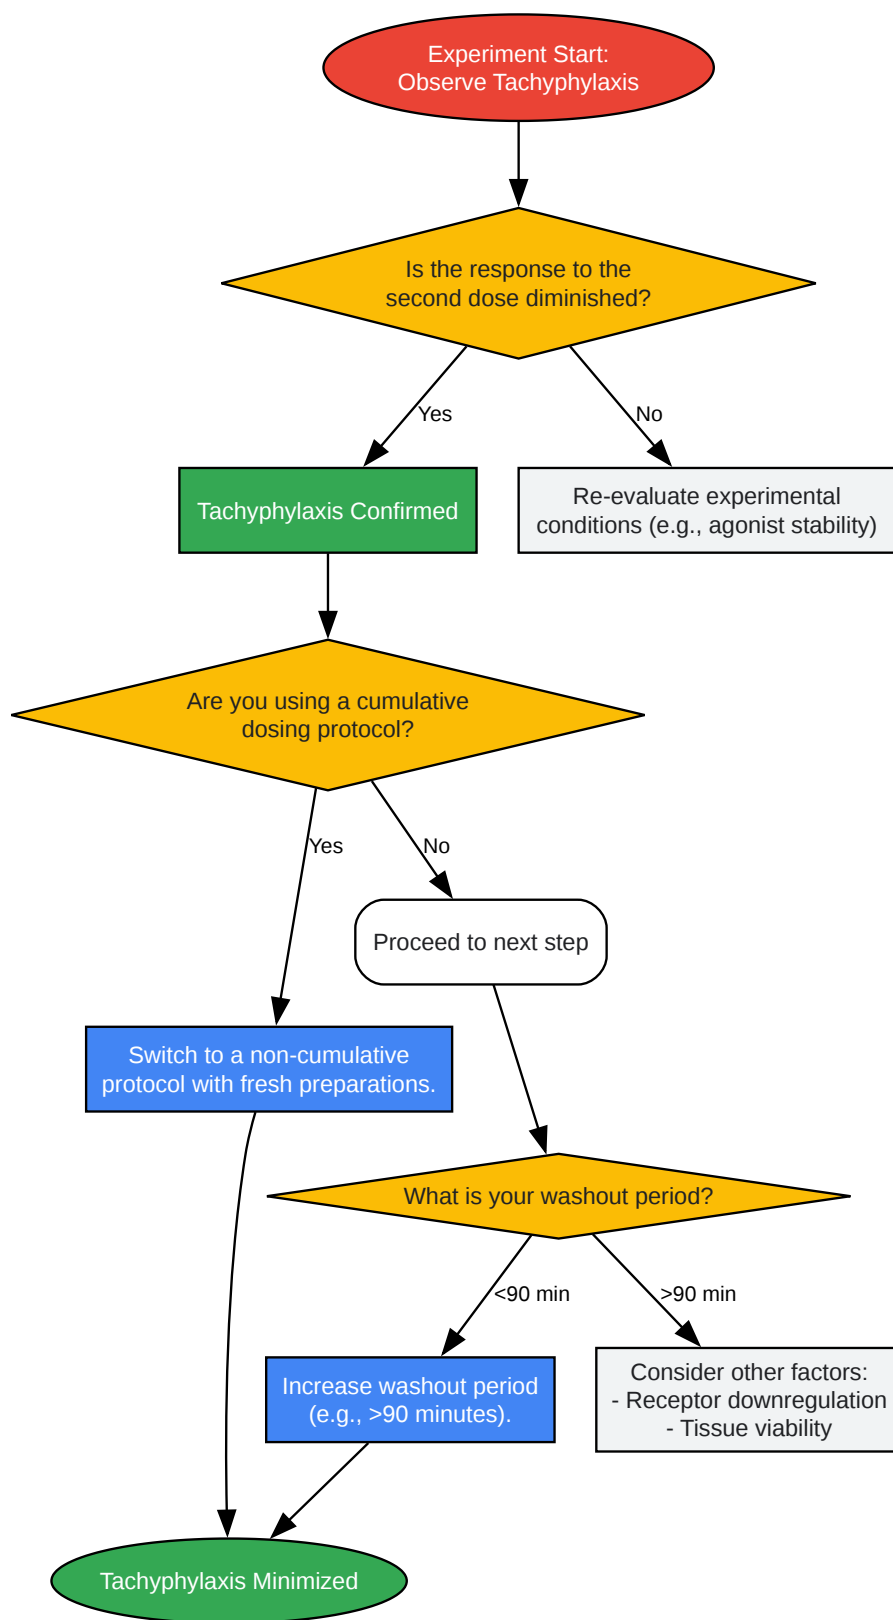 Experiment Start:
Observe Tachyphylaxis
Is the response to the
second dose diminished?
Yes
No
Tachyphylaxis Confirmed
Re-evaluate experimental
conditions (e.g., agonist stability)
Are you using a cumulative
dosing protocol?
Yes
No
Proceed to next step
Switch to a non-cumulative
protocol with fresh preparations.
What is your washout period?
<90 min
>90 min
Increase washout period
(e.g., >90 minutes).
Consider other factors:
- Receptor downregulation
- Tissue viability
Tachyphylaxis Minimized